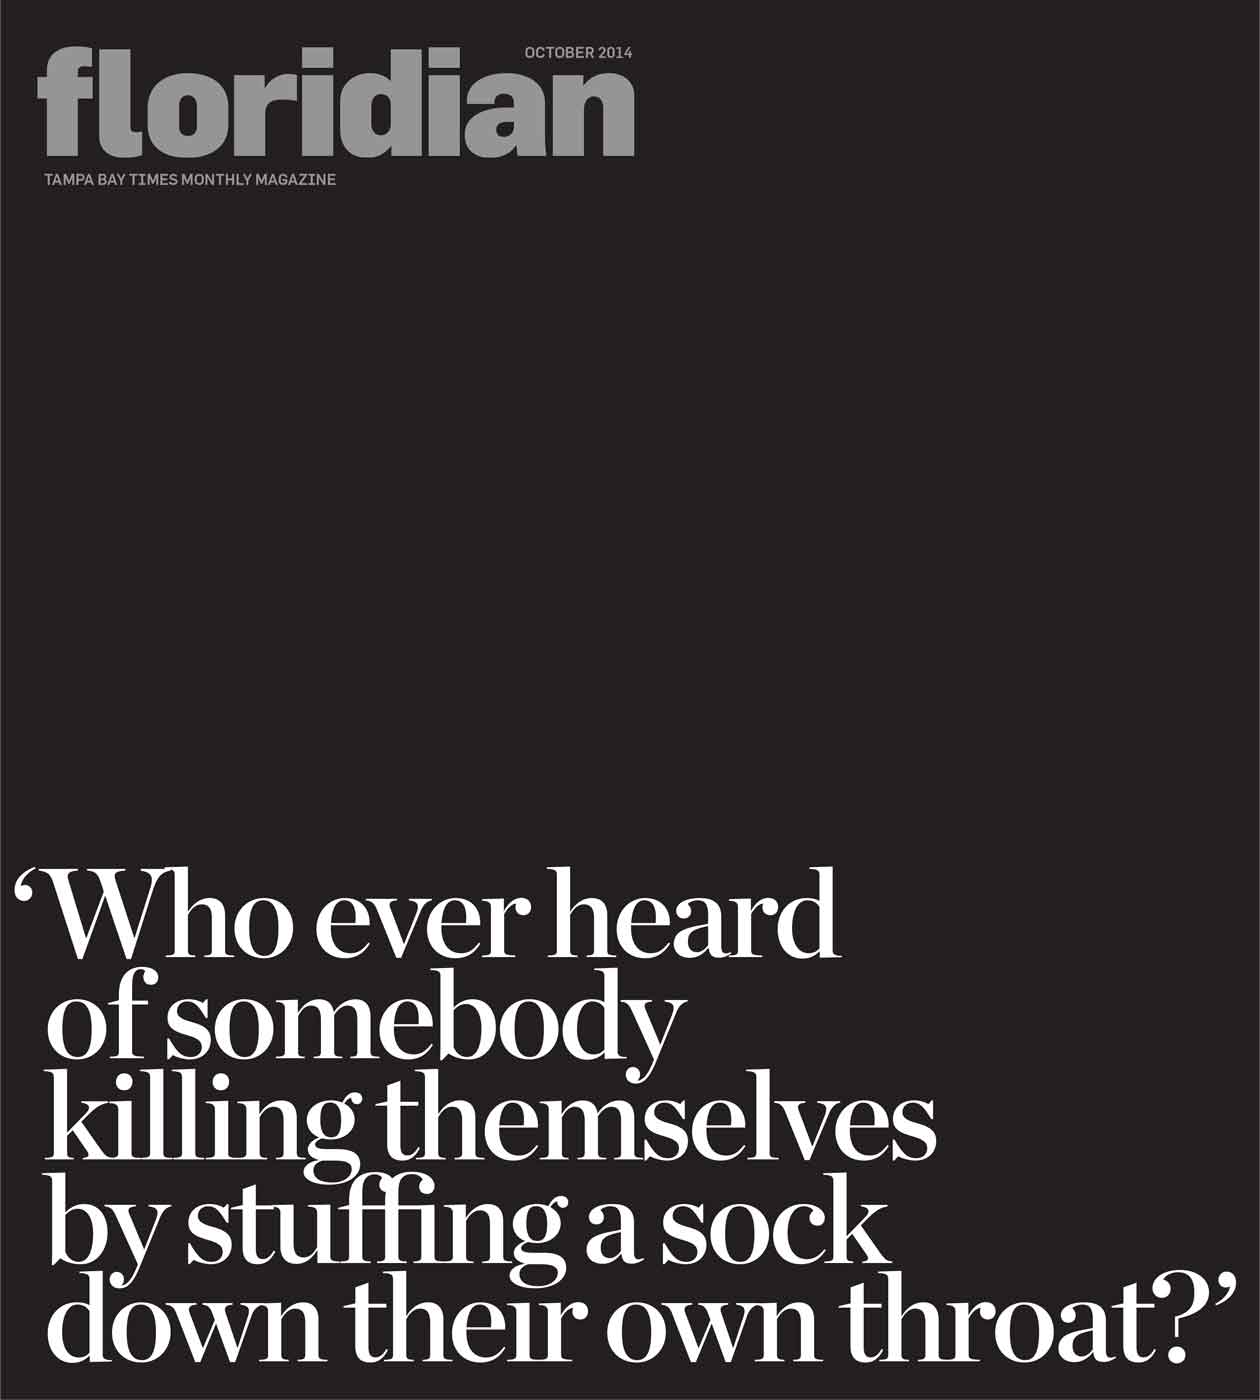 OCTOBER 2014
floridian
TAMPA BAY TIMES MONTHLY MAGAZINE
‘Who ever heard
of somebody
killing themselves
by stuffing a sock
down their own throat?’